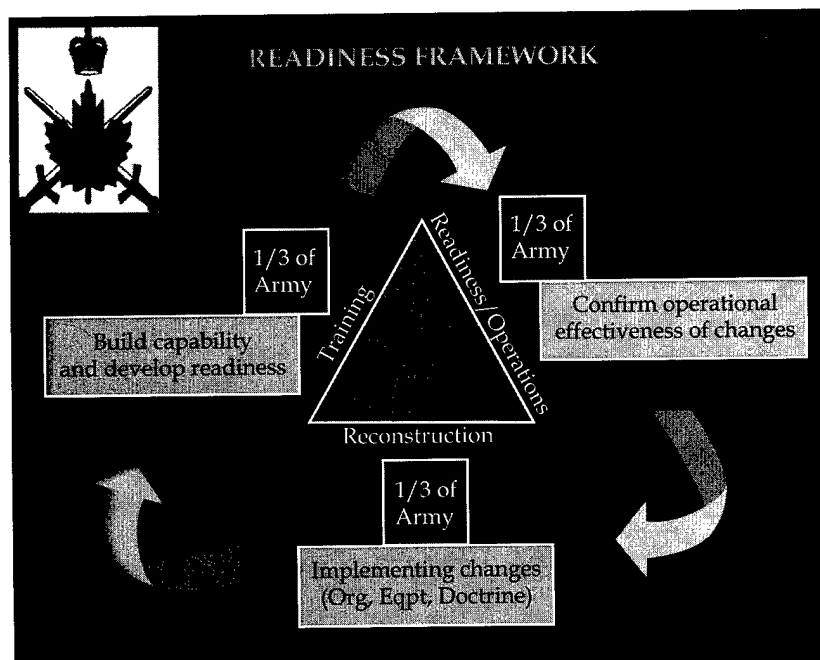 READINESS FRAMEWORK
1/3 of
Army
1/3 of
Army
Training
Readiness/Operations
Build capability
and develop readiness
Confirm operational
effectiveness of changes
Reconstruction
1/3 of
Army
Implementing changes
(Org, Eqpt, Doctrine)